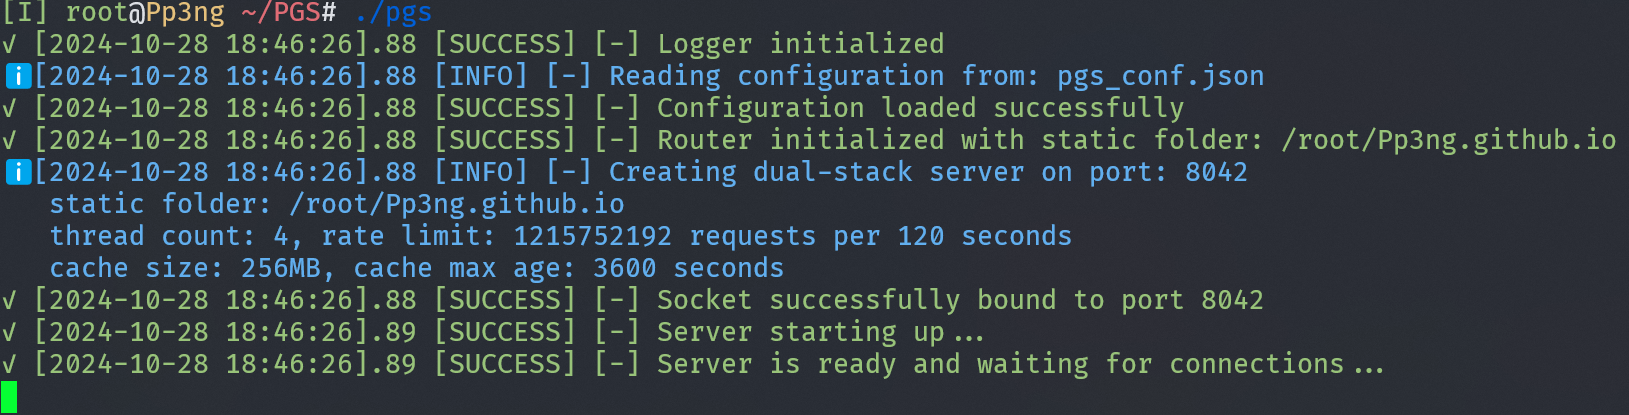 [I] root@Pp3ng ~/PGS# ./pgs
√ [2024-10-28 18:46:26].88 [SUCCESS] [-] Logger initialized
ℹ[2024-10-28 18:46:26].88 [INFO] [-] Reading configuration from: pgs_conf.json
√ [2024-10-28 18:46:26].88 [SUCCESS] [-] Configuration loaded successfully
√ [2024-10-28 18:46:26].88 [SUCCESS] [-] Router initialized with static folder: /root/Pp3ng.github.io
ℹ[2024-10-28 18:46:26].88 [INFO] [-] Creating dual-stack server on port: 8042
static folder: /root/Pp3ng.github.io
thread count: 4, rate limit: 1215752192 requests per 120 seconds
cache size: 256MB, cache max age: 3600 seconds
√ [2024-10-28 18:46:26].88 [SUCCESS] [-] Socket successfully bound to port 8042
√ [2024-10-28 18:46:26].89 [SUCCESS] [-] Server starting up...
√ [2024-10-28 18:46:26].89 [SUCCESS] [-] Server is ready and waiting for connections...